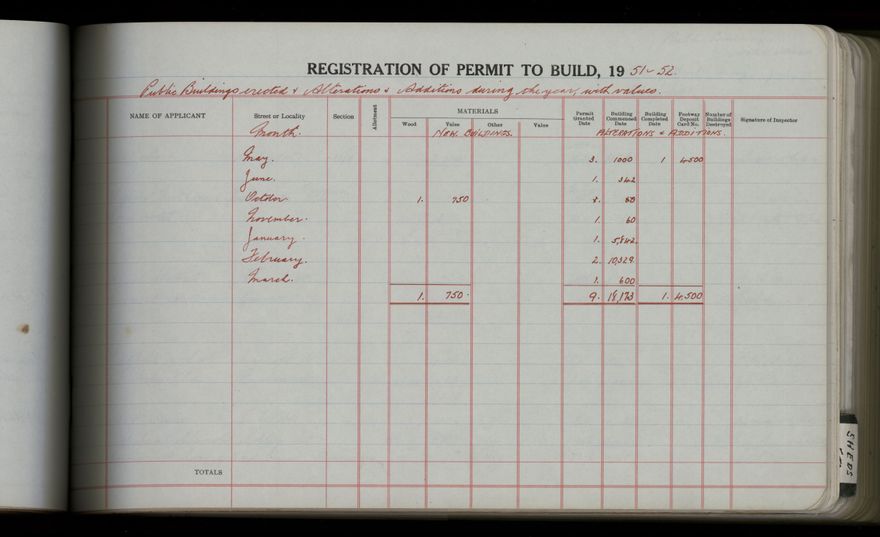 REGISTRATION OF PERMIT TO BUILD, 19 51-52.
Public Buildings erected & Alterations & Additions during the year, with values.
NAME OF APPLICANT Street or Locality Section Allotment MATERIALS Permit Granted Date Building Commenced Date Building Completed Date Footway Deposit Card No. Number of Buildings Destroyed Signature of Inspector
Wood Value Other Value
Month. NEW BUILDINGS. ALTERATIONS & ADDITIONS.
May. 3. 1000 1 4500
June. 1. 342
October 1. 750
November. 1. 60
January. 1. 5,842
February. 2. 10,329
March. 1. 600
1. 750. 9. 18,173 1. 4.500
TOTALS
SHEDS